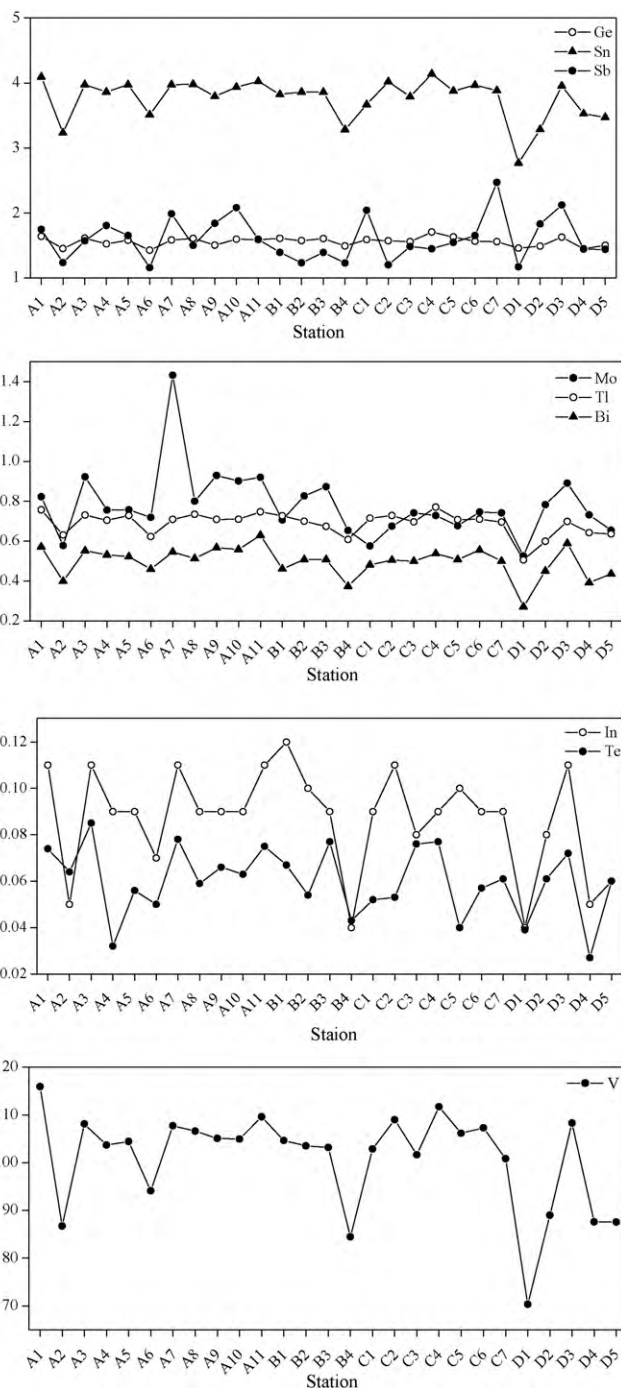 5
4
3
2
1
Ge
Sn
Sb
A1 A2 A3 A4 A5 A6 A7 A8 A9 A10 A11 B1 B2 B3 B4 C1 C2 C3 C4 C5 C6 C7 D1 D2 D3 D4 D5
Station
1.4
1.2
1.0
0.8
0.6
0.4
0.2
Mo
Tl
Bi
A1 A2 A3 A4 A5 A6 A7 A8 A9 A10 A11 B1 B2 B3 B4 C1 C2 C3 C4 C5 C6 C7 D1 D2 D3 D4 D5
Station
0.12
0.10
0.08
0.06
0.04
0.02
In
Te
A1 A2 A3 A4 A5 A6 A7 A8 A9 A10 A11 B1 B2 B3 B4 C1 C2 C3 C4 C5 C6 C7 D1 D2 D3 D4 D5
Staion
20
10
00
90
80
70
V
A1 A2 A3 A4 A5 A6 A7 A8 A9 A10 A11 B1 B2 B3 B4 C1 C2 C3 C4 C5 C6 C7 D1 D2 D3 D4 D5
Station